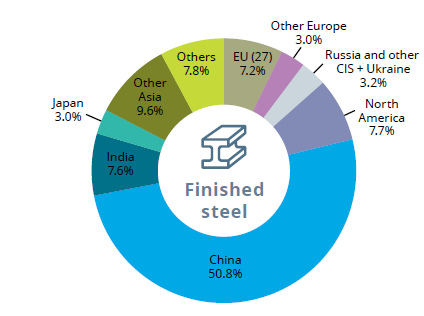 Other Europe
3.0%
Others
7.8%
EU (27)
7.2%
Russia and other
CIS + Ukraine
3.2%
Other
Asia
9.6%
Japan
3.0%
North
America
7.7%
India
7.6%
Finished
steel
China
50.8%